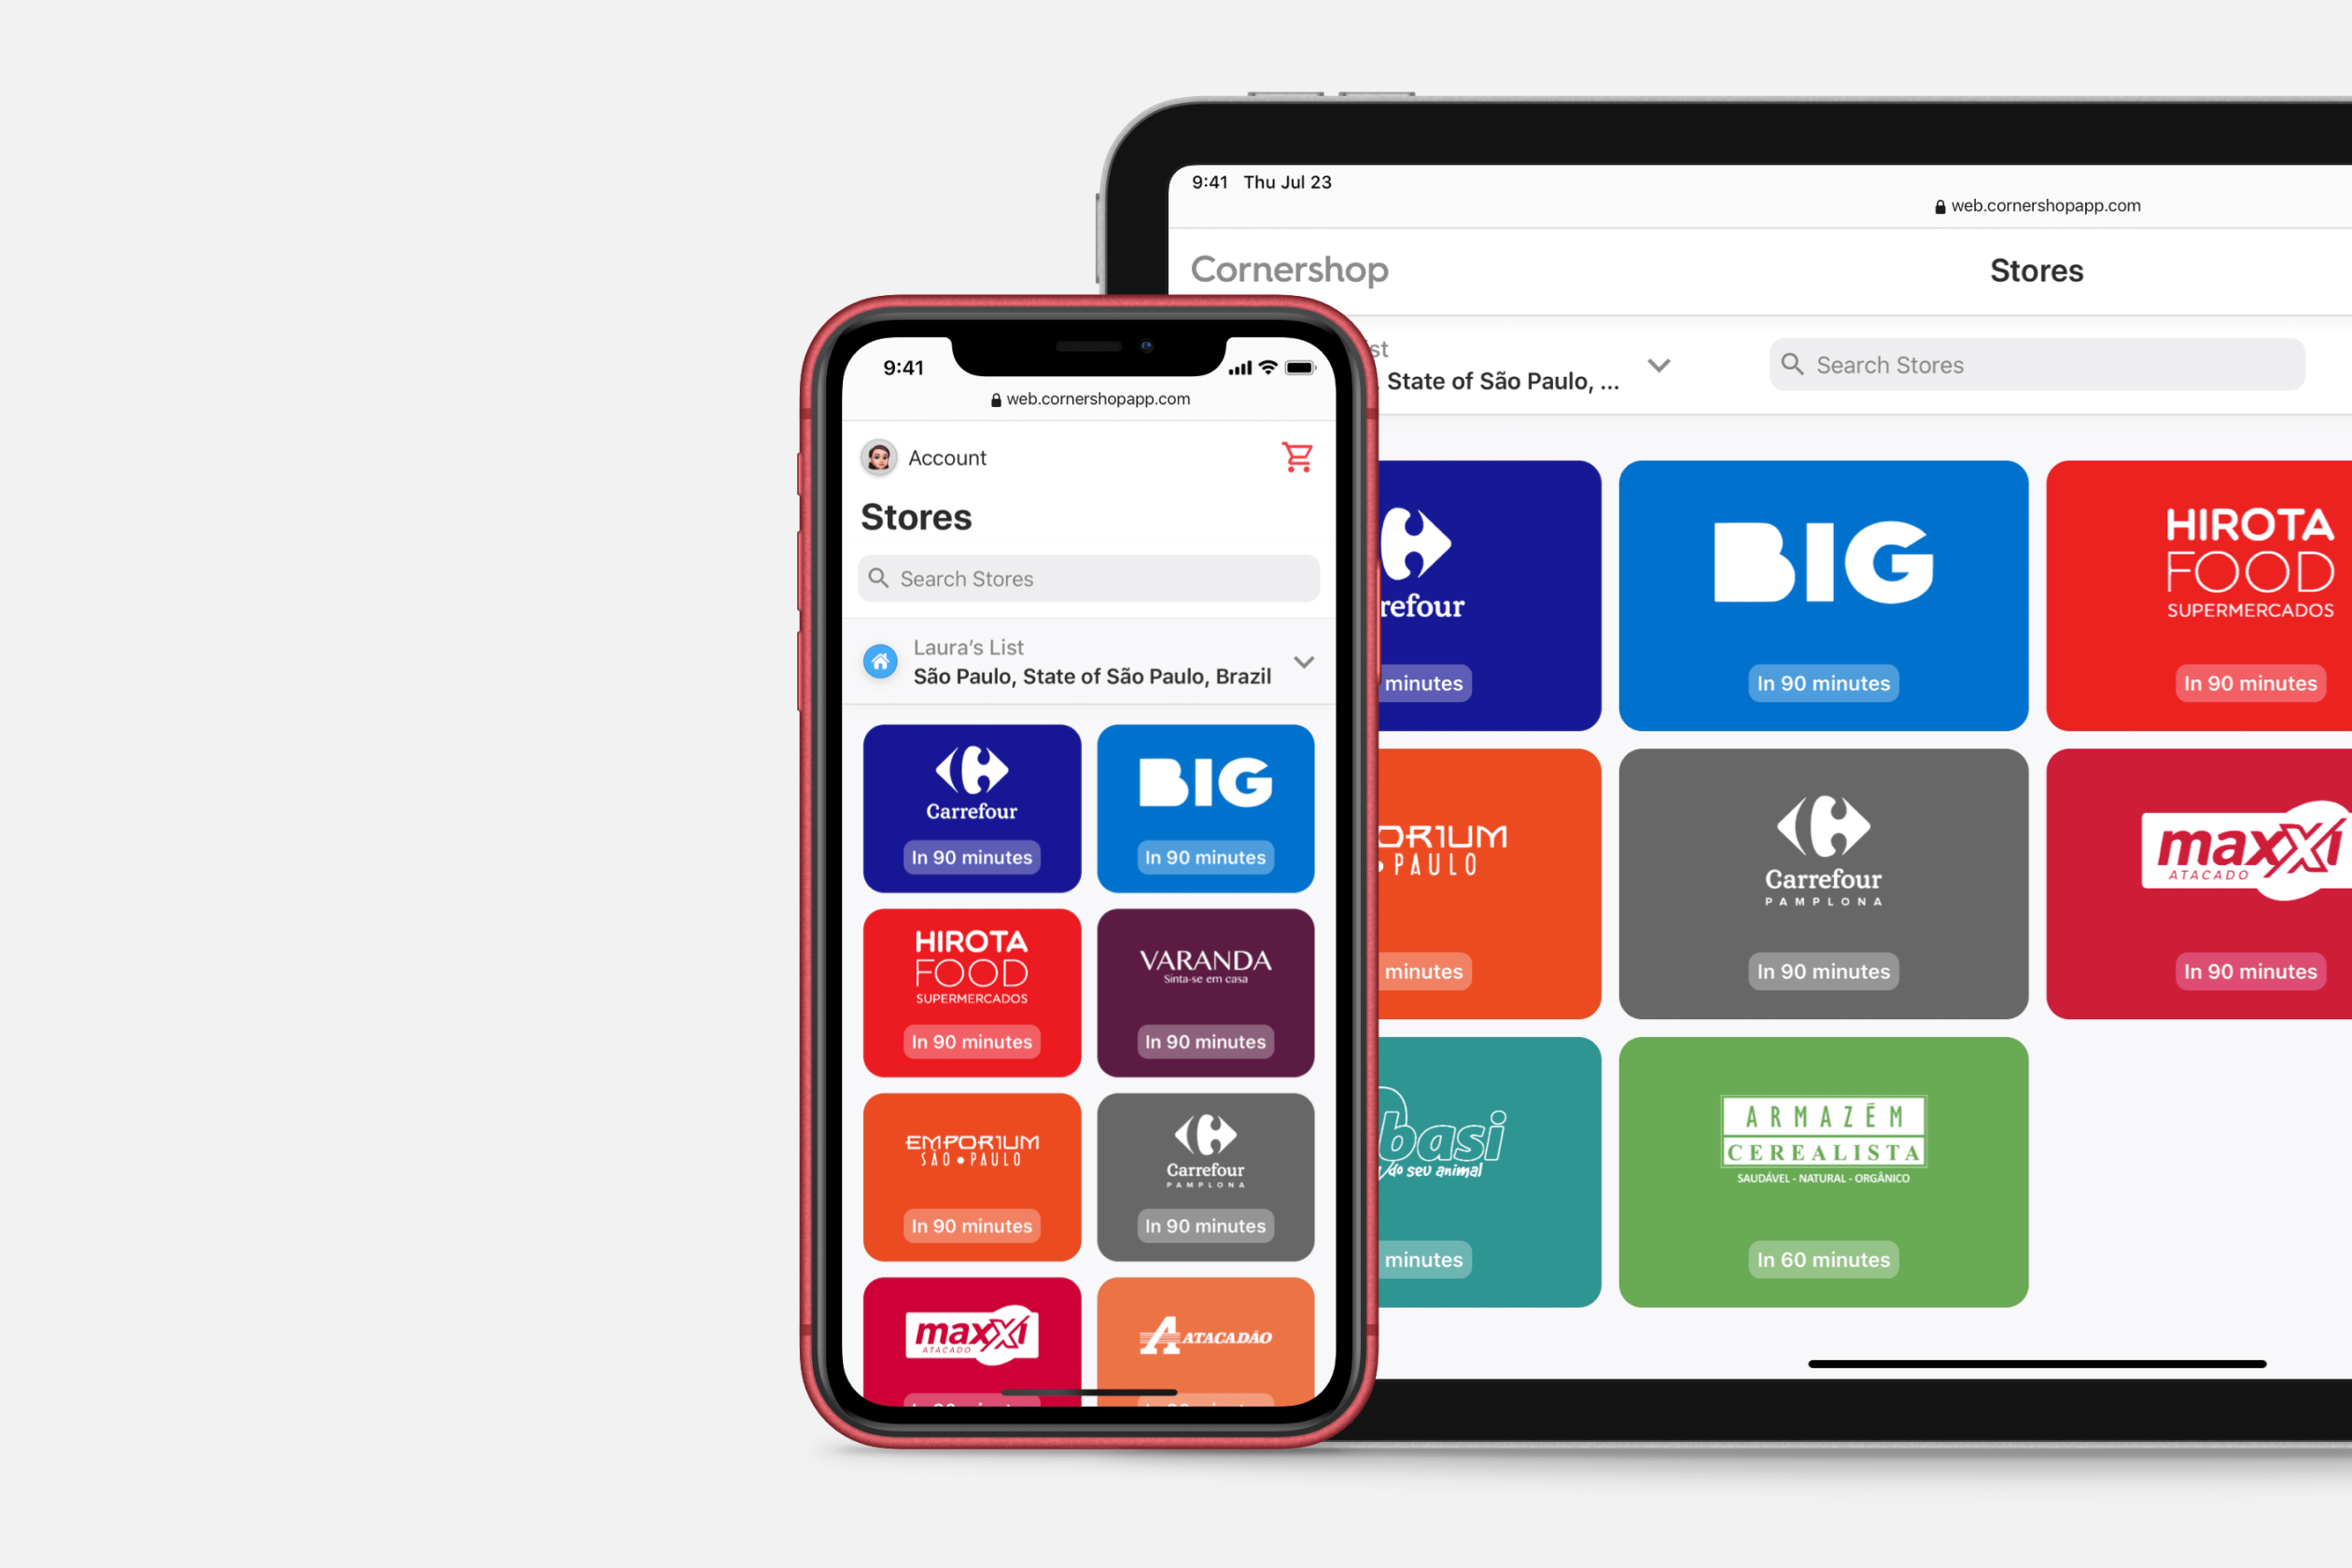 9:41 Thu Jul 23
web.cornershopapp.com
Cornershop
Stores
State of São Paulo, ...
Search Stores
BIG
In 90 minutes
HIROTA
FOOD
SUPERMERCADOS
In 90 minutes
minutes
PAULO
minutes
Carrefour
PAMPLONA
In 90 minutes
maxxi
ATACADO
In 90 minutes
basi
do seu animal
minutes
ARMAZÉM
CEREALISTA
SAUDÁVEL - NATURAL - ORGÂNICO
In 60 minutes
9:41
web.cornershopapp.com
Account
Stores
Search Stores
Laura's List
São Paulo, State of São Paulo, Brazil
Carrefour
In 90 minutes
BIG
In 90 minutes
HIROTA
FOOD
SUPERMERCADOS
In 90 minutes
VARANDA
Sinta-se em casa
In 90 minutes
EMPORIUM
SÃO • PAULO
In 90 minutes
Carrefour
PAMPLONA
In 90 minutes
maxxi
ATACADO
A ATACADÃO